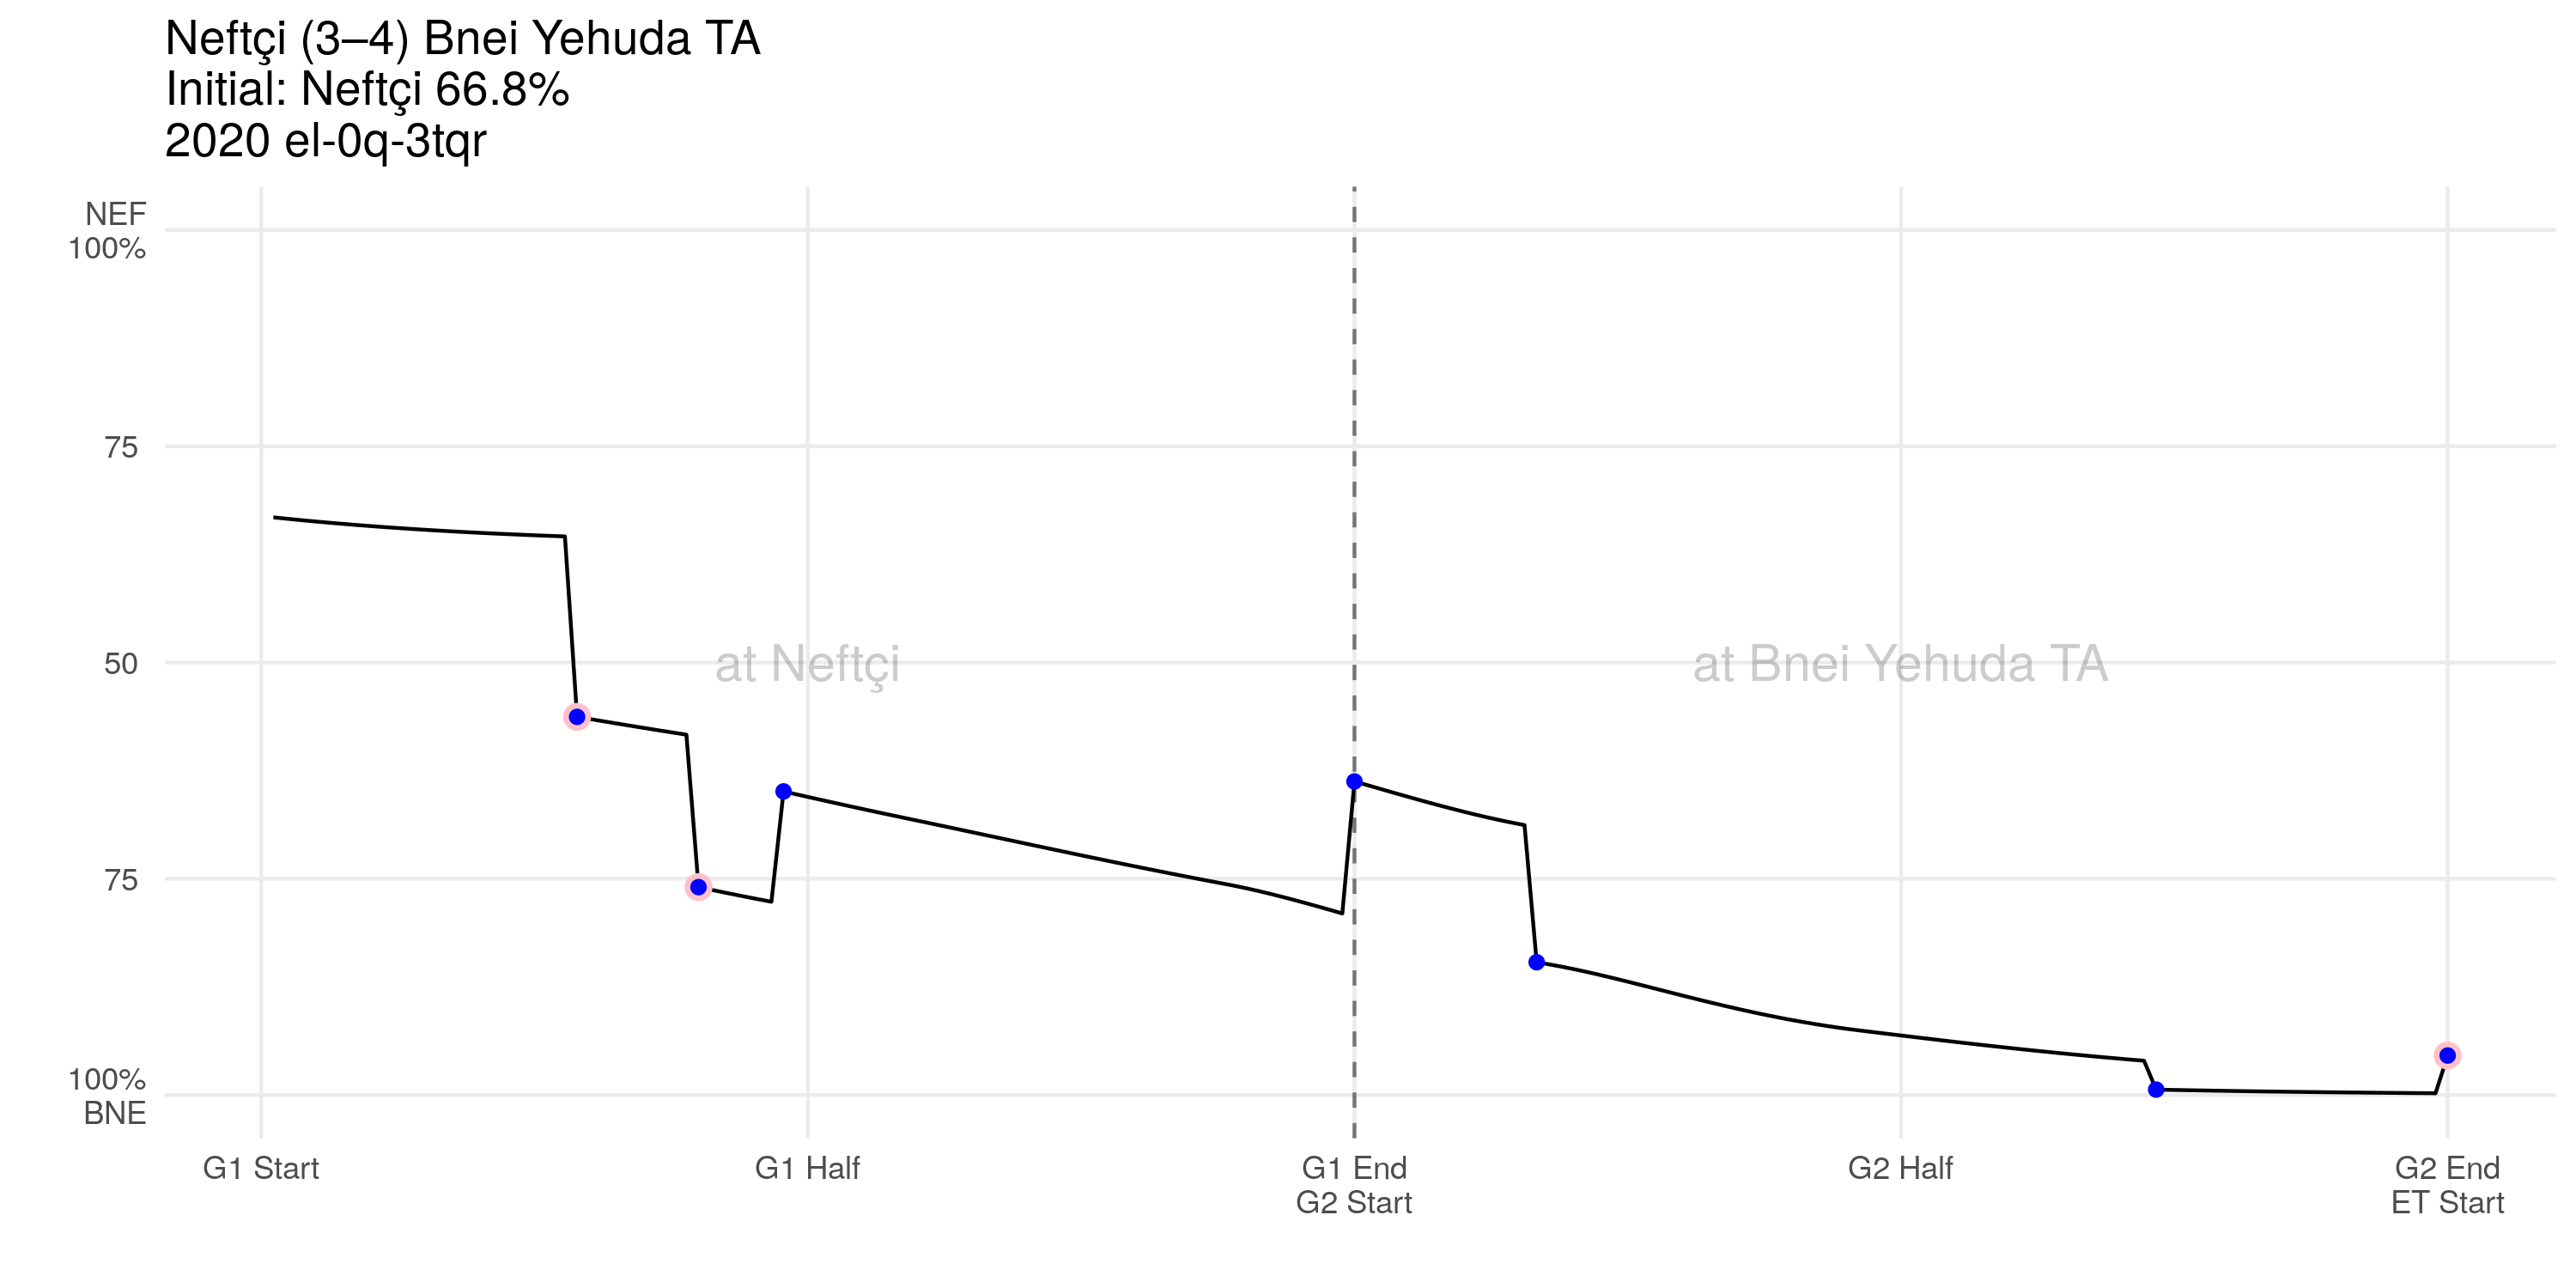 Neftçi (3–4) Bnei Yehuda TA
Initial: Neftçi 66.8%
2020 el-0q-3tqr
NEF
100%
75
50
75
100%
BNE
at Neftçi
at Bnei Yehuda TA
G1 Start
G1 Half
G1 End
G2 Start
G2 Half
G2 End
ET Start